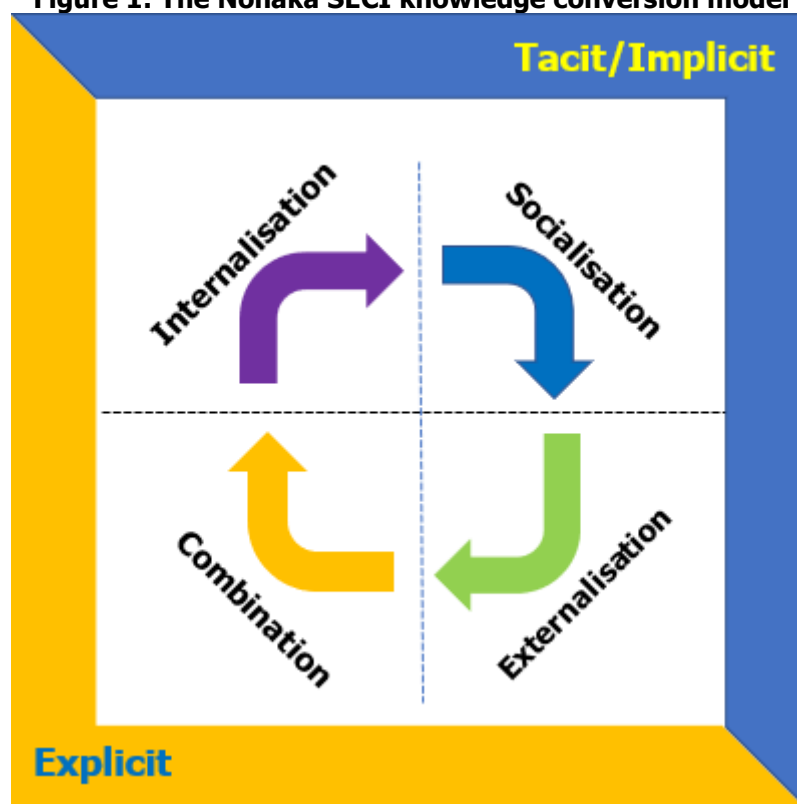 Figure 1: The Nonaka SECI knowledge conversion model
Tacit/Implicit
Internalisation
Socialisation
Combination
Externalisation
Explicit